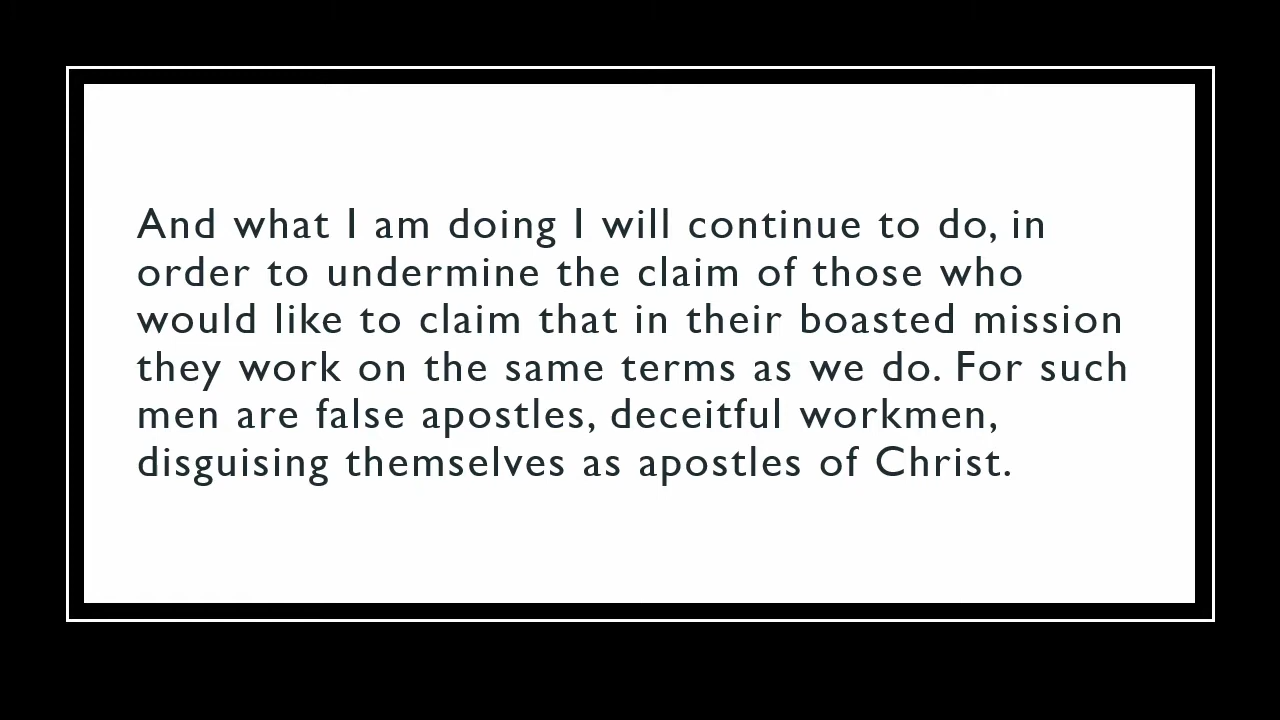 And what I am doing I will continue to do, in
order to undermine the claim of those who
would like to claim that in their boasted mission
they work on the same terms as we do. For such
men are false apostles, deceitful workmen,
disguising themselves as apostles of Christ.